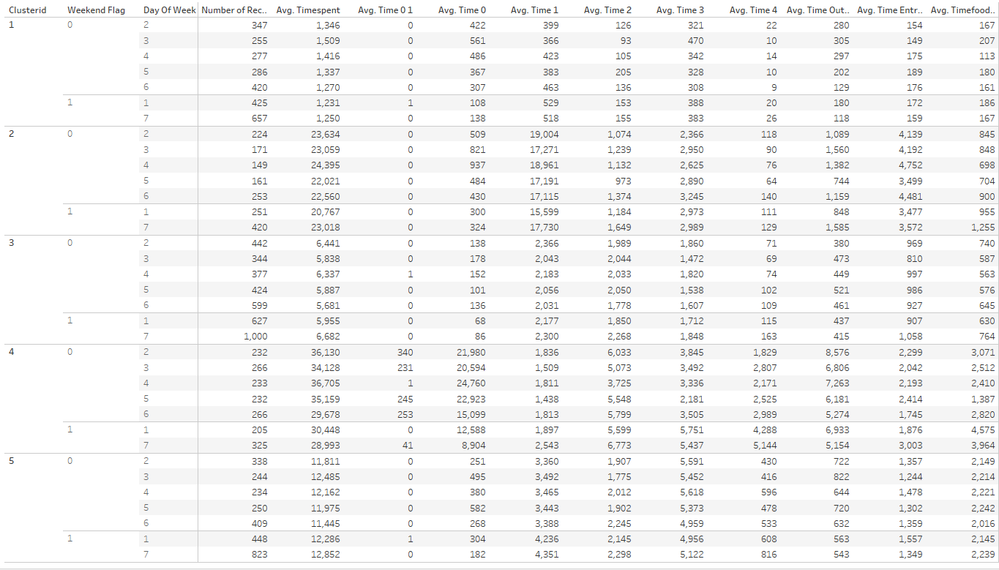 Clusterid Weekend Flag Day Of Week Number of Rec.. Avg. Timespent Avg. Time 0 1 Avg. Time 0 Avg. Time 1 Avg. Time 2 Avg. Time 3 Avg. Time 4 Avg. Time Out.. Avg. Time Entr.. Avg. Timefood..
1 0 2 347 1,346 0 422 399 126 321 22 280 154 167
3 255 1,509 0 561 366 93 470 10 305 149 207
4 277 1,416 0 486 423 105 342 14 297 175 113
5 286 1,337 0 367 383 205 328 10 202 189 180
6 420 1,270 0 307 463 136 308 9 129 176 161
1 1 425 1,231 1 108 529 153 388 20 180 172 186
7 657 1,250 0 138 518 155 383 26 118 159 167
2 0 2 224 23,634 0 509 19,004 1,074 2,366 118 1,089 4,139 845
3 171 23,059 0 821 17,271 1,239 2,950 90 1,560 4,192 848
4 149 24,395 0 937 18,961 1,132 2,625 76 1,382 4,752 698
5 161 22,021 0 484 17,191 973 2,890 64 744 3,499 704
6 253 22,560 0 430 17,115 1,374 3,245 140 1,159 4,481 900
1 1 251 20,767 0 300 15,599 1,184 2,973 111 848 3,477 955
7 420 23,018 0 324 17,730 1,649 2,989 129 1,585 3,572 1,255
3 0 2 442 6,441 0 138 2,366 1,989 1,860 71 380 969 740
3 344 5,838 0 178 2,043 2,044 1,472 69 473 810 587
4 377 6,337 1 152 2,183 2,033 1,820 74 449 997 563
5 424 5,887 0 101 2,056 2,050 1,538 102 521 986 576
6 599 5,681 0 136 2,031 1,778 1,607 109 461 927 645
1 1 627 5,955 0 68 2,177 1,850 1,712 115 437 907 630
7 1,000 6,682 0 86 2,300 2,268 1,848 163 415 1,058 764
4 0 2 232 36,130 340 21,980 1,836 6,033 3,845 1,829 8,576 2,299 3,071
3 266 34,128 231 20,594 1,509 5,073 3,492 2,807 6,806 2,042 2,512
4 233 36,705 1 24,760 1,811 3,725 3,336 2,171 7,263 2,193 2,410
5 232 35,159 245 22,923 1,438 5,548 2,181 2,525 6,181 2,414 1,387
6 266 29,678 253 15,099 1,813 5,799 3,505 2,989 5,274 1,745 2,820
1 1 205 30,448 0 12,588 1,897 5,599 5,751 4,288 6,933 1,876 4,575
7 325 28,993 41 8,904 2,543 6,773 5,437 5,144 5,154 3,003 3,964
5 0 2 338 11,811 0 251 3,360 1,907 5,591 430 722 1,357 2,149
3 244 12,485 0 495 3,492 1,775 5,452 416 822 1,244 2,214
4 234 12,162 0 380 3,465 2,012 5,618 596 644 1,478 2,221
5 250 11,975 0 582 3,443 1,902 5,373 478 720 1,302 2,242
6 409 11,445 0 268 3,388 2,245 4,959 533 632 1,359 2,016
1 1 448 12,286 1 304 4,236 2,145 4,956 608 563 1,557 2,145
7 823 12,852 0 182 4,351 2,298 5,122 816 543 1,349 2,239